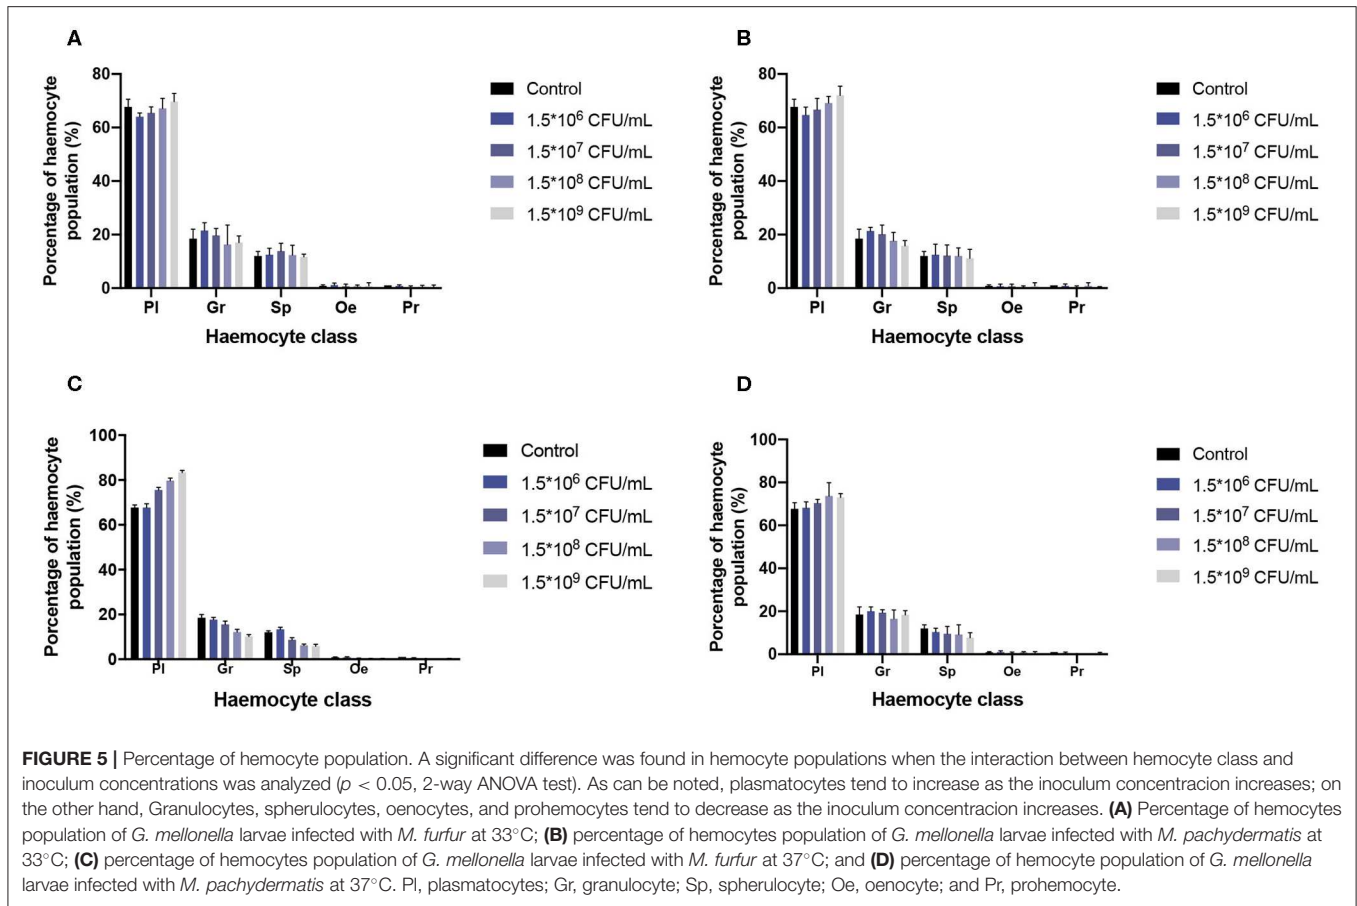 A
Porcentage of haemocyte
population (%)
80
60
40
20
0
Pl Gr Sp Oe Pr
Haemocyte class
Control
1.5*10⁶ CFU/mL
1.5*10⁷ CFU/mL
1.5*10⁸ CFU/mL
1.5*10⁹ CFU/mL
B
Porcentage of haemocyte
population (%)
80
60
40
20
0
Pl Gr Sp Oe Pr
Haemocyte class
Control
1.5*10⁶ CFU/mL
1.5*10⁷ CFU/mL
1.5*10⁸ CFU/mL
1.5*10⁹ CFU/mL
C
Porcentage of haemocyte
population (%)
100
80
60
40
20
0
Pl Gr Sp Oe Pr
Haemocyte class
Control
1.5*10⁶ CFU/mL
1.5*10⁷ CFU/mL
1.5*10⁸ CFU/mL
1.5*10⁹ CFU/mL
D
Porcentage of haemocyte
population (%)
100
80
60
40
20
0
Pl Gr Sp Oe Pr
Haemocyte class
Control
1.5*10⁶ CFU/mL
1.5*10⁷ CFU/mL
1.5*10⁸ CFU/mL
1.5*10⁹ CFU/mL
FIGURE 5 | Percentage of hemocyte population. A significant difference was found in hemocyte populations when the interaction between hemocyte class and
inoculum concentrations was analyzed (p < 0.05, 2-way ANOVA test). As can be noted, plasmatocytes tend to increase as the inoculum concentracion increases; on
the other hand, Granulocytes, spherulocytes, oenocytes, and prohemocytes tend to decrease as the inoculum concentracion increases. (A) Percentage of hemocytes
population of G. mellonella larvae infected with M. furfur at 33°C; (B) percentage of hemocytes population of G. mellonella larvae infected with M. pachydermatis at
33°C; (C) percentage of hemocytes population of G. mellonella larvae infected with M. furfur at 37°C; and (D) percentage of hemocyte population of G. mellonella
larvae infected with M. pachydermatis at 37°C. Pl, plasmatocytes; Gr, granulocyte; Sp, spherulocyte; Oe, oenocyte; and Pr, prohemocyte.